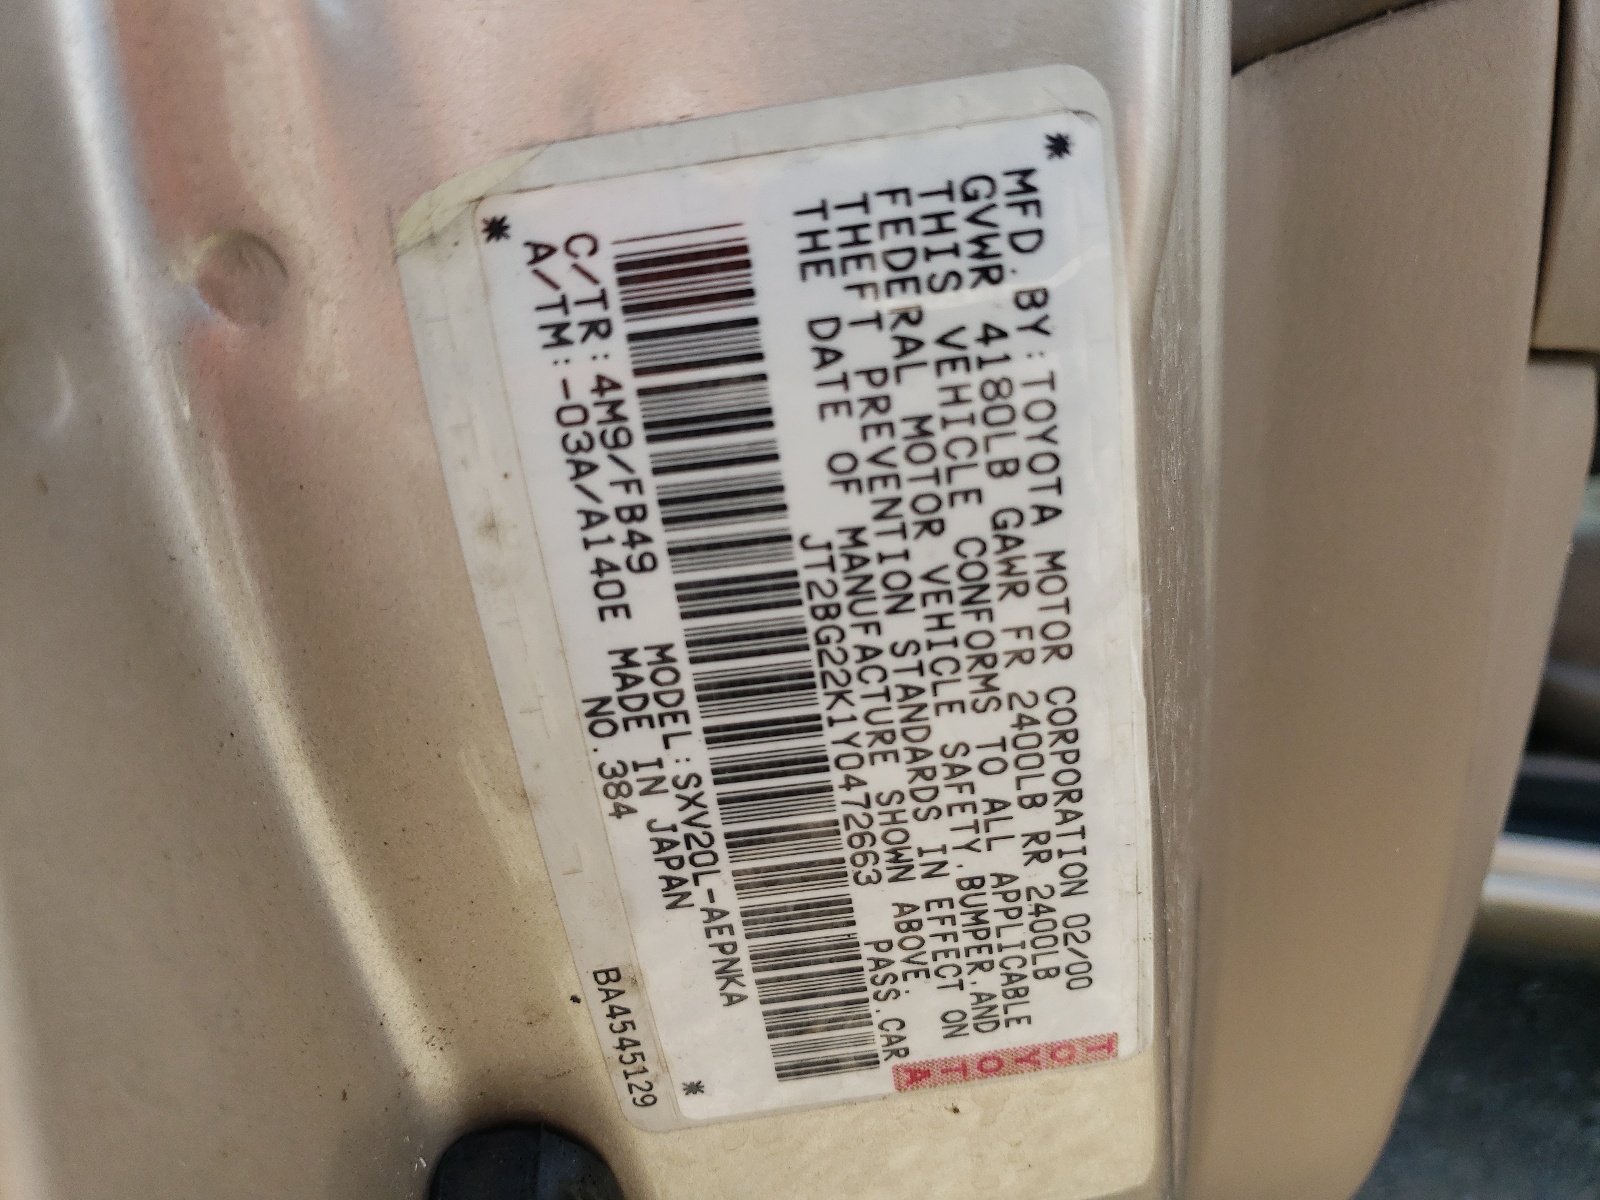 MFD. BY: TOYOTA MOTOR CORPORATION 02/00
GVWR 4180LB GAWR FR 2400LB RR 2400LB
THIS VEHICLE CONFORMS TO ALL APPLICABLE
FEDERAL MOTOR VEHICLE SAFETY, BUMPER, AND
THEFT PREVENTION STANDARDS IN EFFECT ON
THE DATE OF MANUFACTURE SHOWN ABOVE.
JT2BG22K1Y0472663 PASS. CAR
TOYOTA
C/TR: 4M9/FB49 MODEL: SXV20L-AEPNKA
A/TM: -03A/A140E MADE IN JAPAN
NO. 384
BA4545129